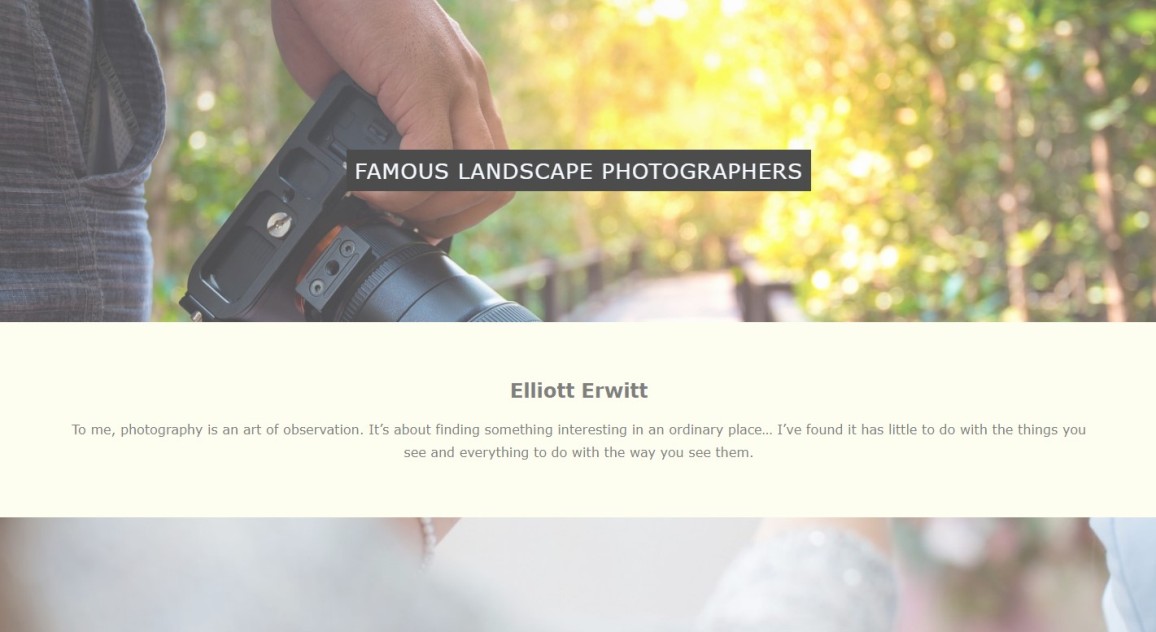 FAMOUS LANDSCAPE PHOTOGRAPHERS
Elliott Erwitt
To me, photography is an art of observation. It’s about finding something interesting in an ordinary place… I’ve found it has little to do with the things you
see and everything to do with the way you see them.